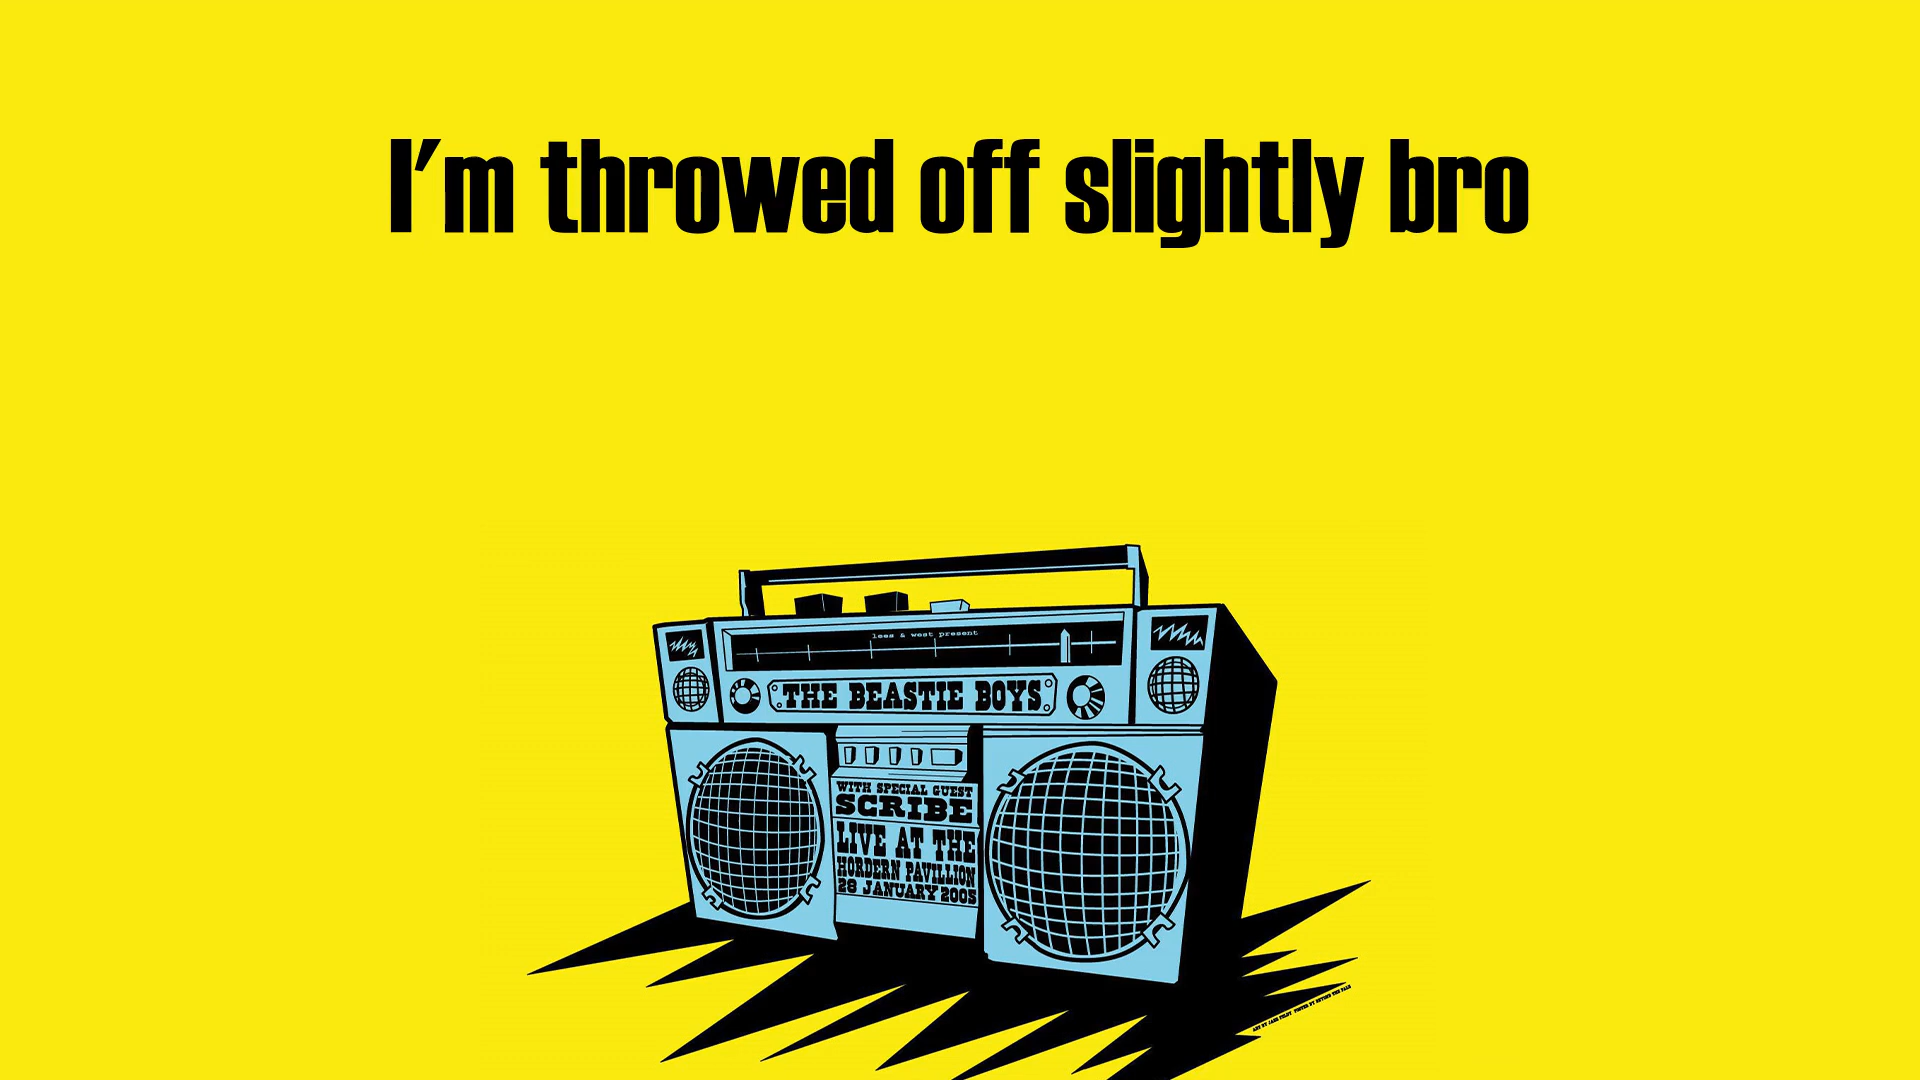 I'm throwed off slightly bro
lees & west present
THE BEASTIE BOYS
WITH SPECIAL GUEST
SCRIBE
LIVE AT THE
HORDERN PAVILLION
28 JANUARY 2005